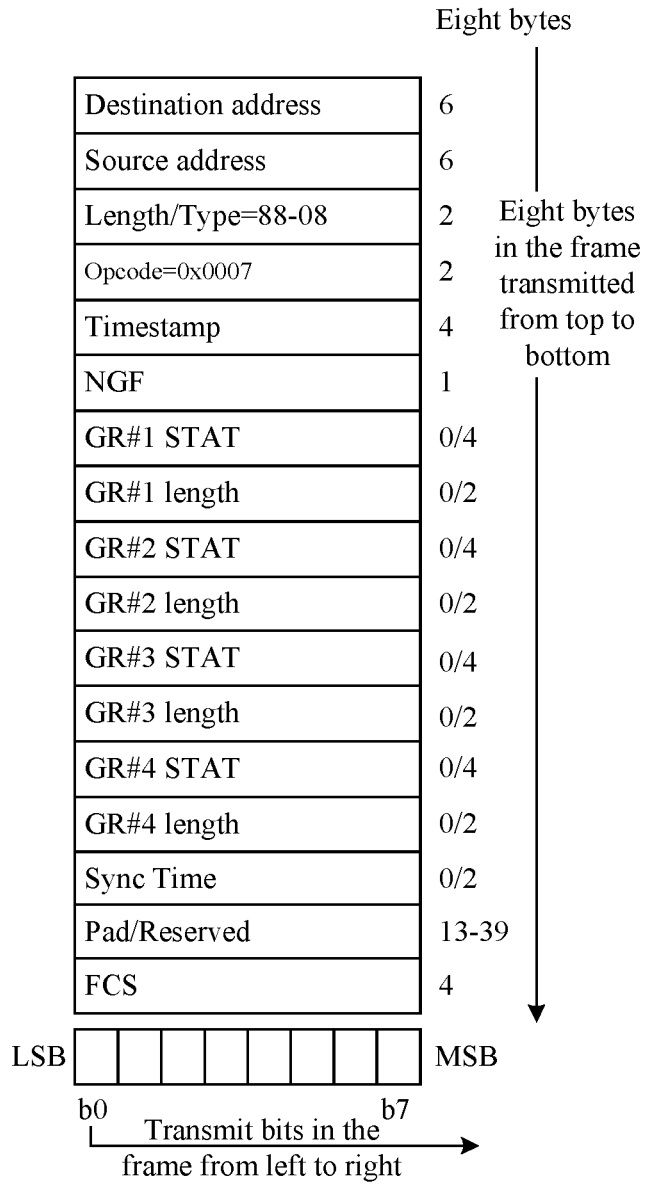 Eight bytes
Destination address 6
Source address 6
Length/Type=88-08 2
Opcode=0x0007 2
Timestamp 4
NGF 1
GR#1 STAT 0/4
GR#1 length 0/2
GR#2 STAT 0/4
GR#2 length 0/2
GR#3 STAT 0/4
GR#3 length 0/2
GR#4 STAT 0/4
GR#4 length 0/2
Sync Time 0/2
Pad/Reserved 13-39
FCS 4
Eight bytes
in the frame
transmitted
from top to
bottom
LSB MSB
b0 b7
Transmit bits in the
frame from left to right